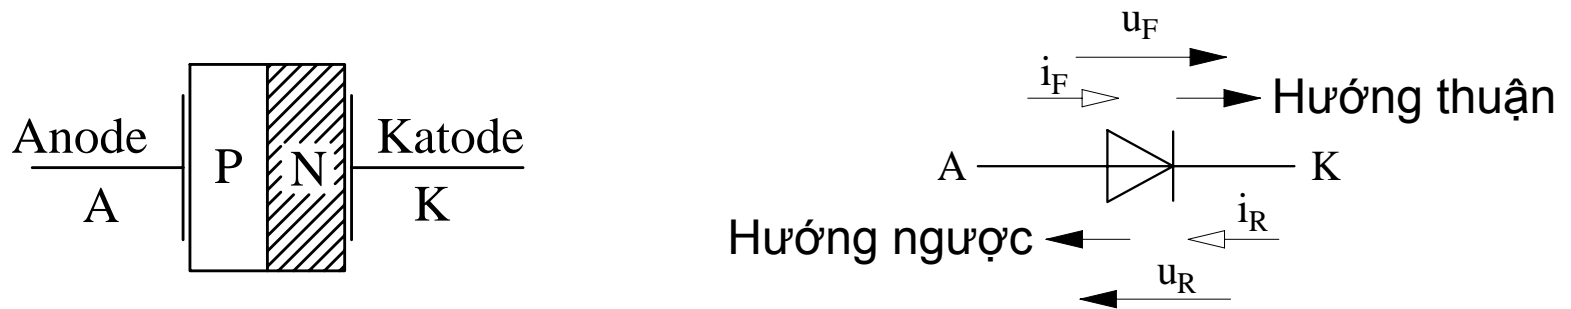 Anode
A
P
N
Katode
K
u_F
i_F
Hướng thuận
A
K
i_R
Hướng ngược
u_R